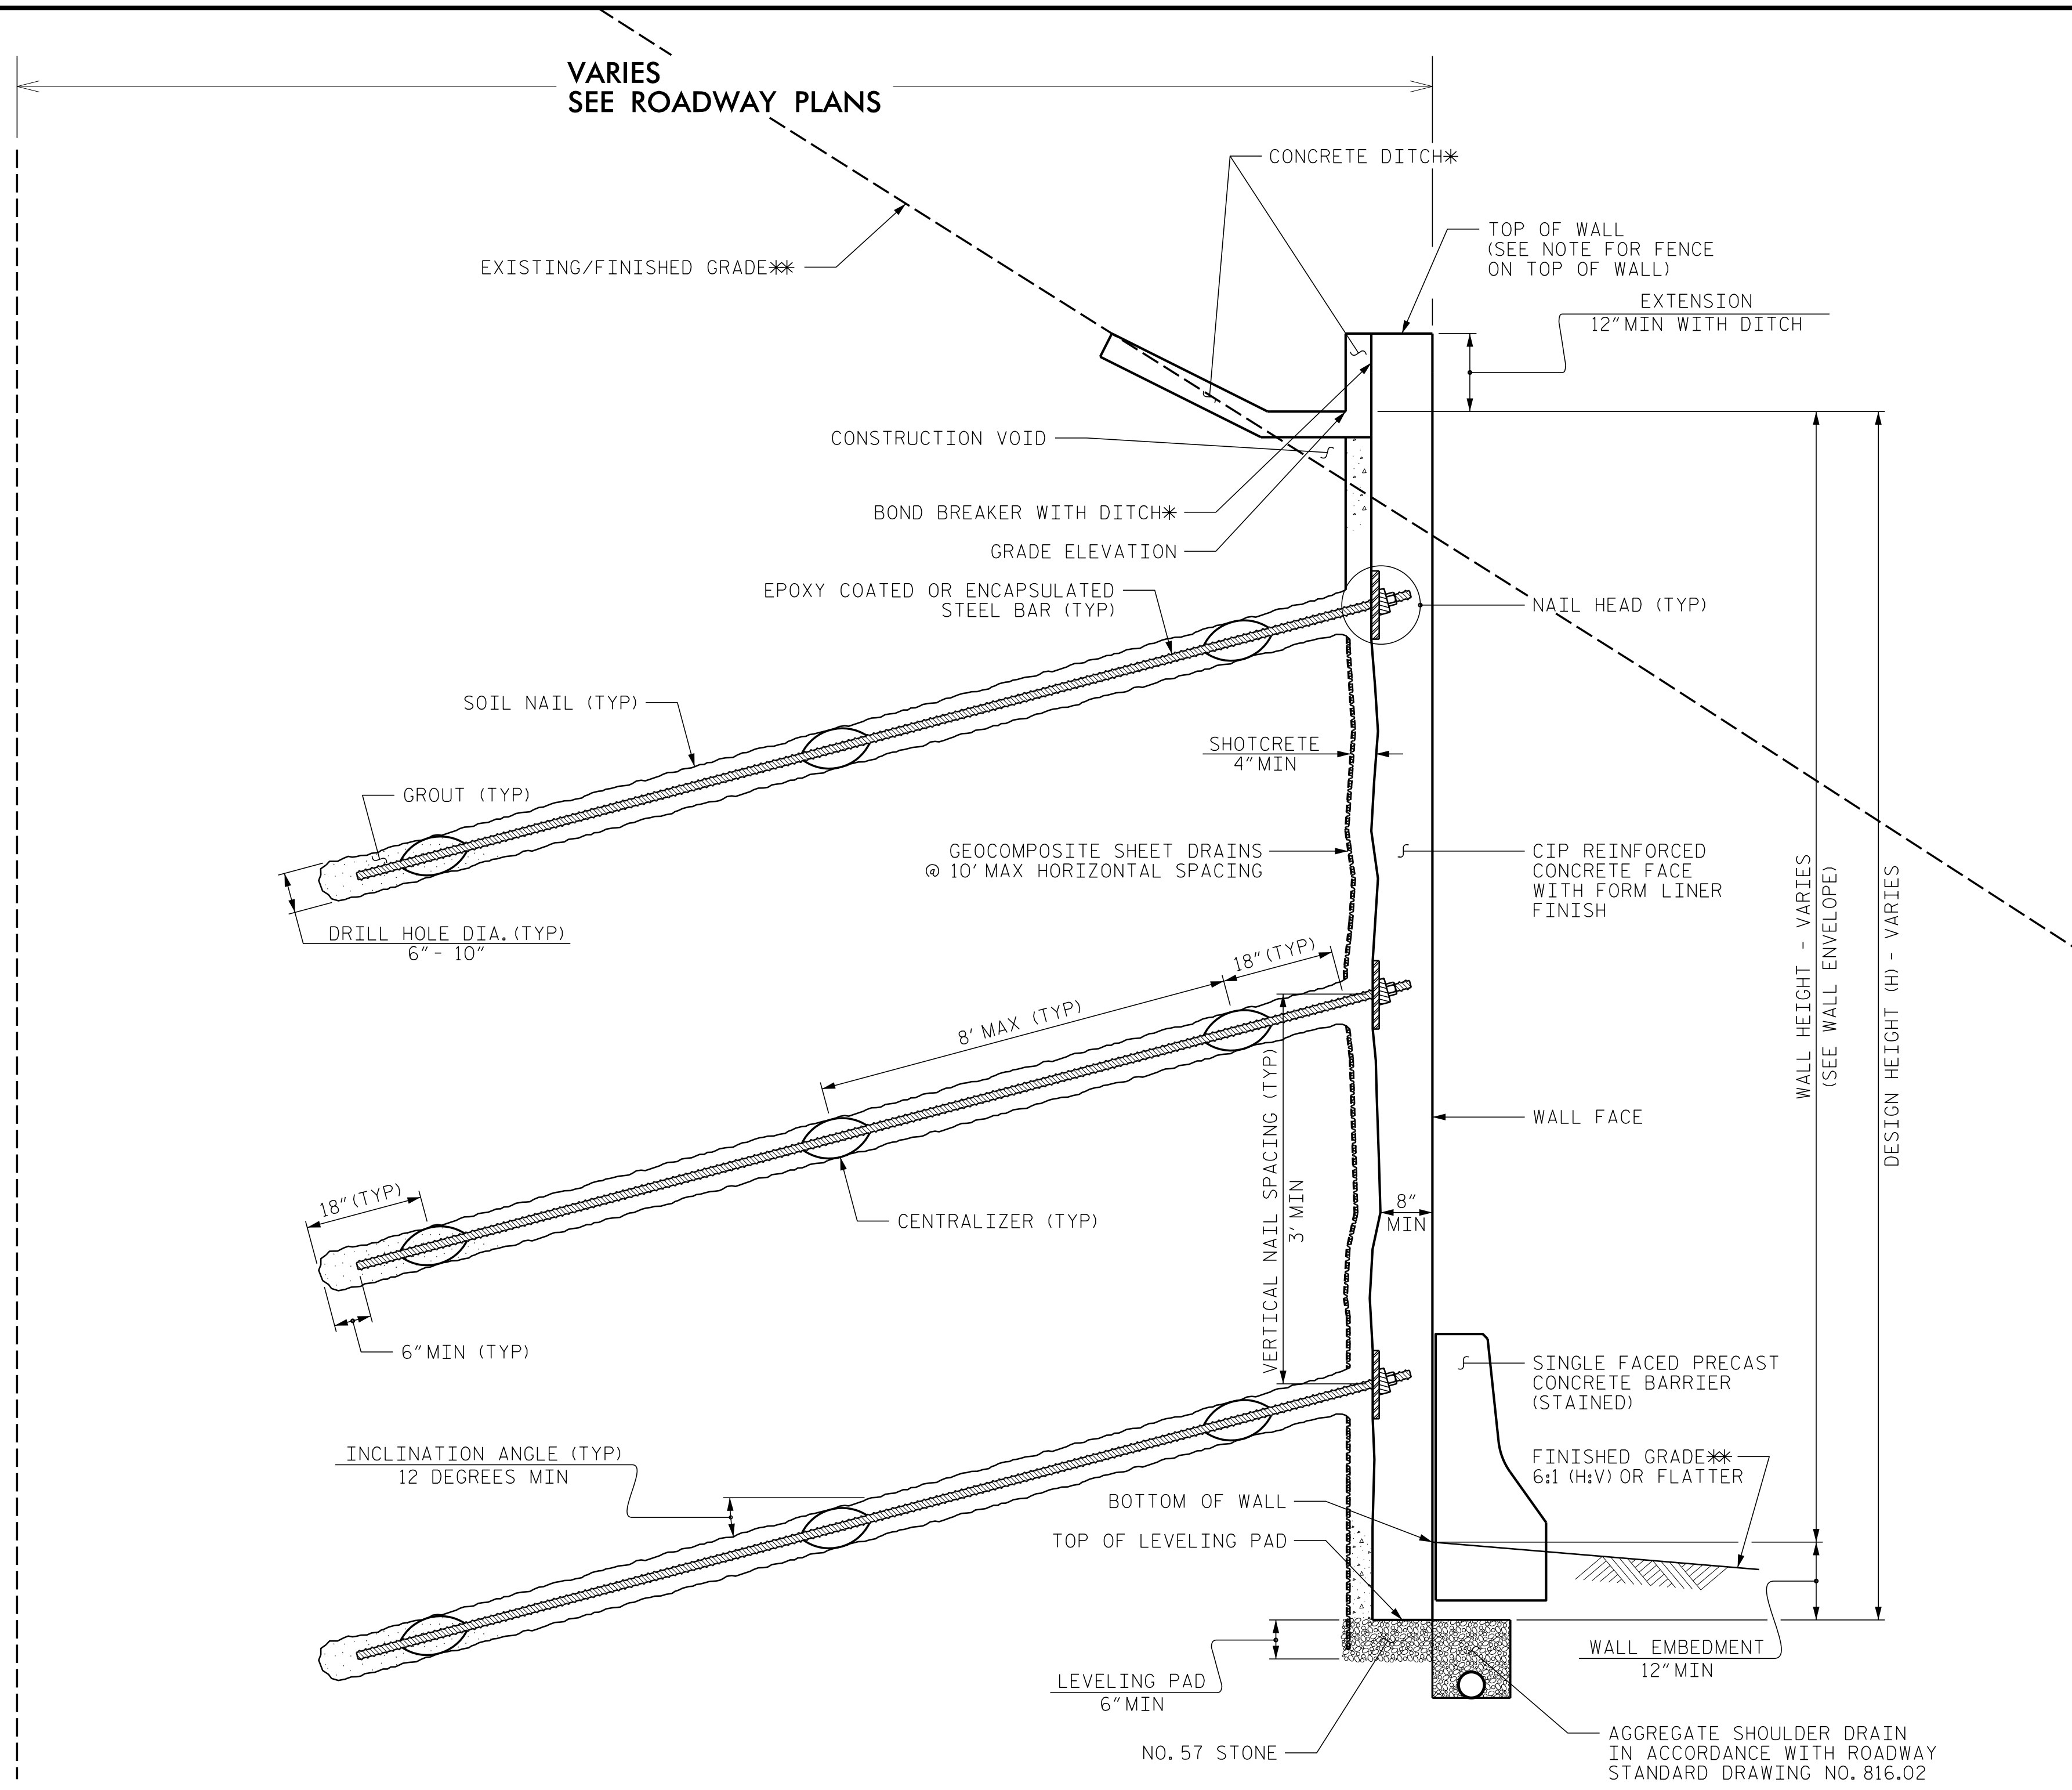 VARIES
SEE ROADWAY PLANS
CONCRETE DITCH*
TOP OF WALL
(SEE NOTE FOR FENCE
ON TOP OF WALL)
EXISTING/FINISHED GRADE**
EXTENSION
12" MIN WITH DITCH
CONSTRUCTION VOID
BOND BREAKER WITH DITCH*
GRADE ELEVATION
EPOXY COATED OR ENCAPSULATED
STEEL BAR (TYP)
NAIL HEAD (TYP)
SOIL NAIL (TYP)
SHOTCRETE
4" MIN
GROUT (TYP)
GEOCOMPOSITE SHEET DRAINS
@ 10' MAX HORIZONTAL SPACING
CIP REINFORCED
CONCRETE FACE
WITH FORM LINER
FINISH
WALL HEIGHT - VARIES
(SEE WALL ENVELOPE)
DESIGN HEIGHT (H) - VARIES
DRILL HOLE DIA. (TYP)
6" - 10"
18" (TYP)
8' MAX (TYP)
VERTICAL NAIL SPACING (TYP)
3' MIN
WALL FACE
18" (TYP)
CENTRALIZER (TYP)
8"
MIN
6" MIN (TYP)
SINGLE FACED PRECAST
CONCRETE BARRIER
(STAINED)
INCLINATION ANGLE (TYP)
12 DEGREES MIN
FINISHED GRADE**
6:1 (H:V) OR FLATTER
BOTTOM OF WALL
TOP OF LEVELING PAD
WALL EMBEDMENT
12" MIN
LEVELING PAD
6" MIN
NO. 57 STONE
AGGREGATE SHOULDER DRAIN
IN ACCORDANCE WITH ROADWAY
STANDARD DRAWING NO. 816.02